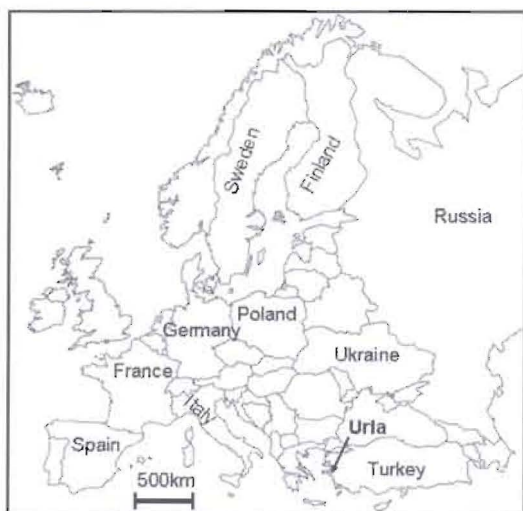 Sweden
Finland
Russia
Poland
Germany
Ukraine
France
Italy
Urla
Spain
Turkey
500km